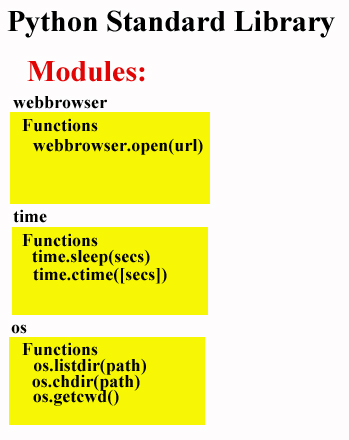 Python Standard Library
Modules:
webbrowser
Functions
webbrowser.open(url)
time
Functions
time.sleep(secs)
time.ctime([secs])
os
Functions
os.listdir(path)
os.chdir(path)
os.getcwd()